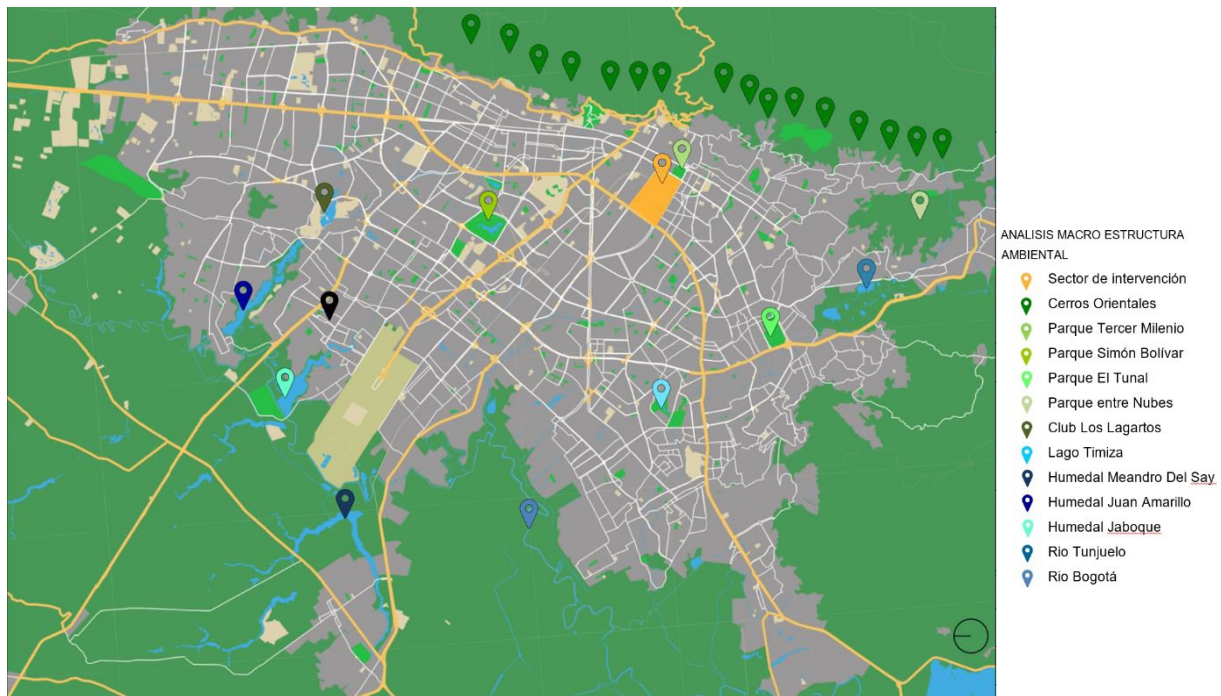 ANALISIS MACRO ESTRUCTURA
AMBIENTAL
Sector de intervención
Cerros Orientales
Parque Tercer Milenio
Parque Simón Bolívar
Parque El Tunal
Parque entre Nubes
Club Los Lagartos
Lago Timiza
Humedal Meandro Del Say
Humedal Juan Amarillo
Humedal Jaboque
Rio Tunjuelo
Rio Bogotá